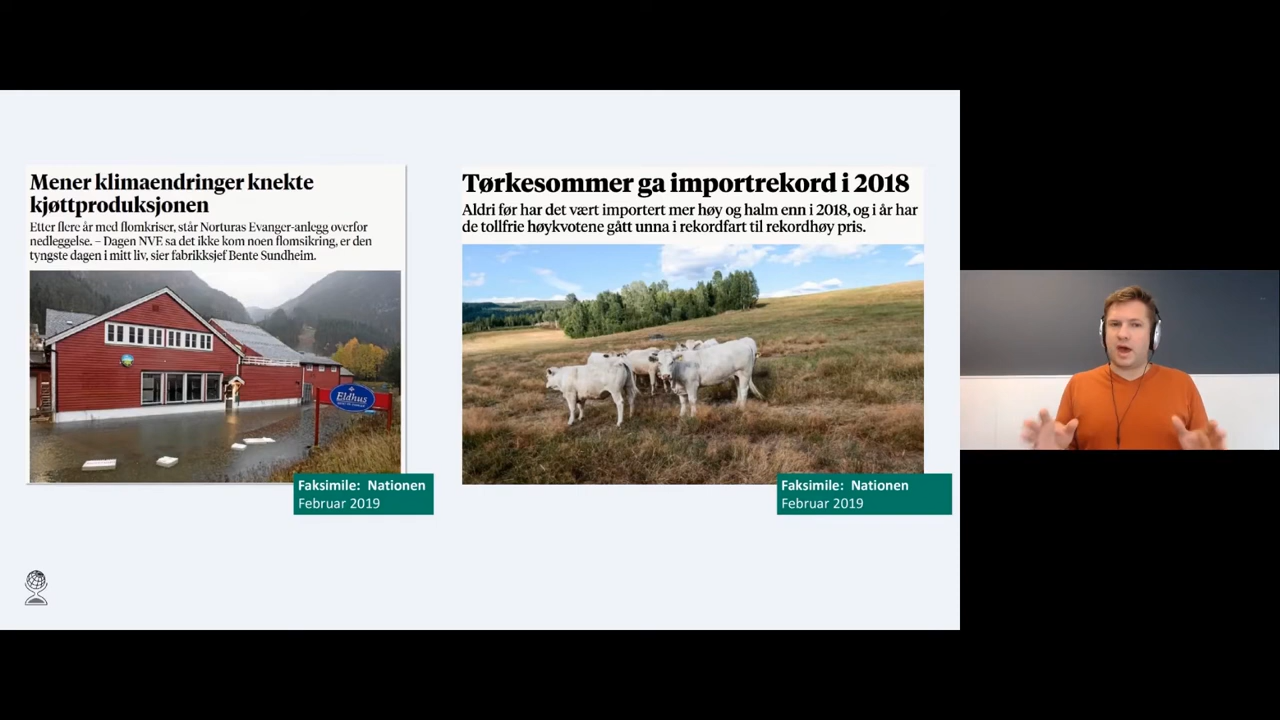 Mener klimaendringer knekte
kjøttproduksjonen
Etter flere år med flomkriser, står Norturas Evanger-anlegg overfor
nedleggelse. – Dagen NVE sa det ikke kom noen flomsikring, er den
tyngste dagen i mitt liv, sier fabrikksjef Bente Sundheim.
Eldhus
Faksimile: Nationen
Februar 2019
Tørkesommer ga importrekord i 2018
Aldri før har det vært importert mer høy og halm enn i 2018, og i år har
de tollfrie høykvotene gått unna i rekordfart til rekordhøy pris.
Faksimile: Nationen
Februar 2019